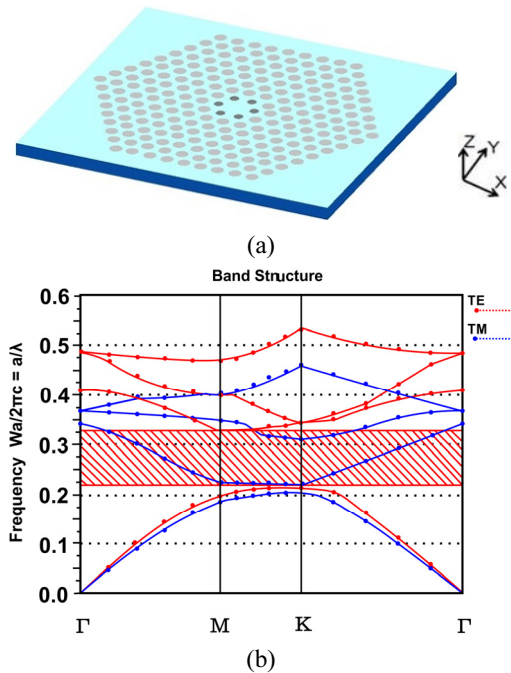 Z
Y
X
(a)
Band Structure
TE
TM
0.6
0.5
0.4
0.3
0.2
0.1
0.0
Frequency Wa/2πc = a/λ
Γ M K Γ
(b)